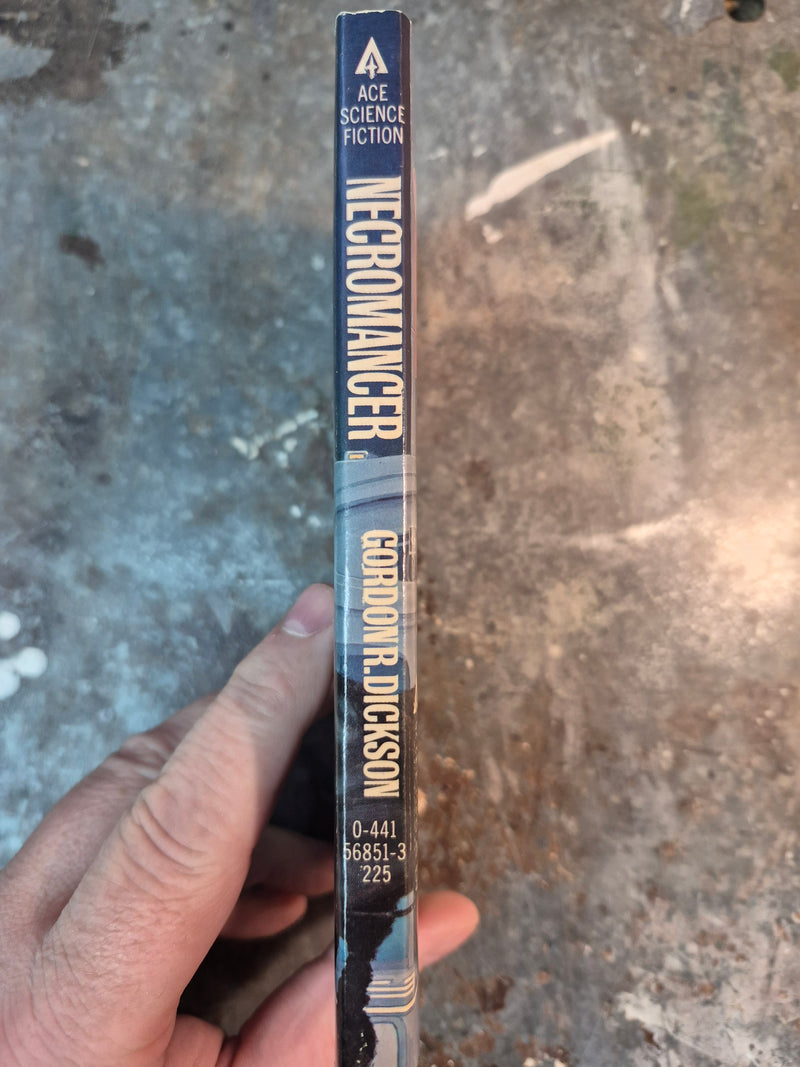 ACE
SCIENCE
FICTION
NECROMANCER
GORDON R. DICKSON
0-441
56851-3
225